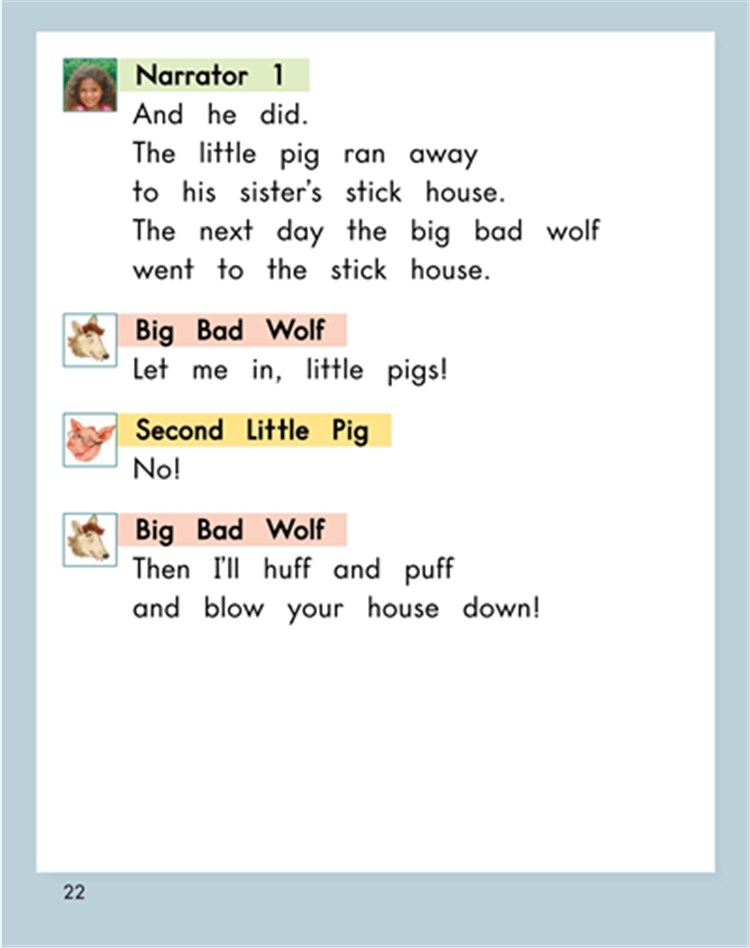 Narrator 1
And he did.
The little pig ran away
to his sister's stick house.
The next day the big bad wolf
went to the stick house.
Big Bad Wolf
Let me in, little pigs!
Second Little Pig
No!
Big Bad Wolf
Then I'll huff and puff
and blow your house down!
22